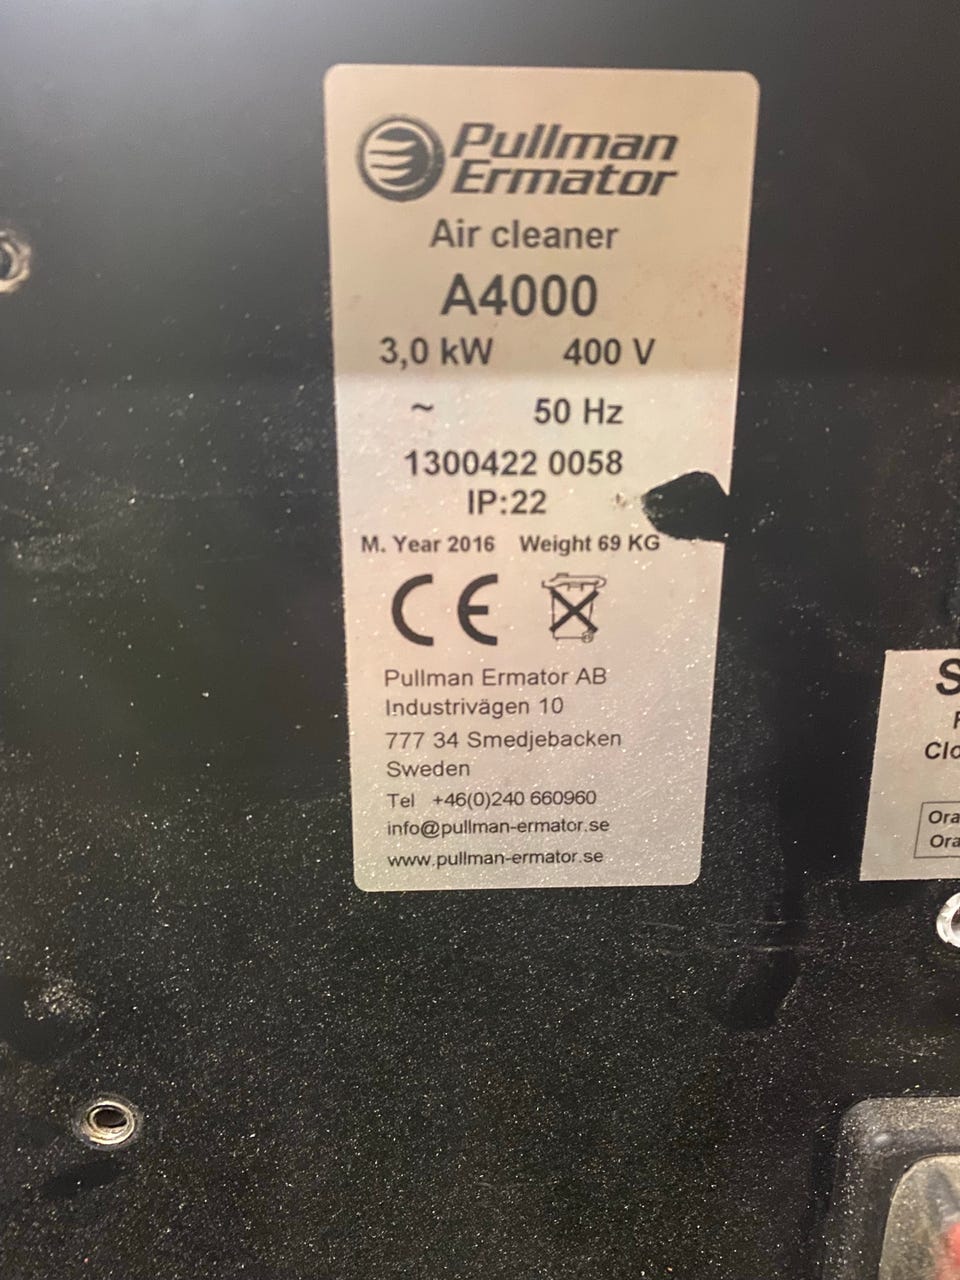 Pullman
Ermator
Air cleaner
A4000
3,0 kW 400 V
~ 50 Hz
1300422 0058
IP:22
M. Year 2016 Weight 69 KG
CE
Pullman Ermator AB
Industrivägen 10
777 34 Smedjebacken
Sweden
Tel +46(0)240 660960
info@pullman-ermator.se
www.pullman-ermator.se